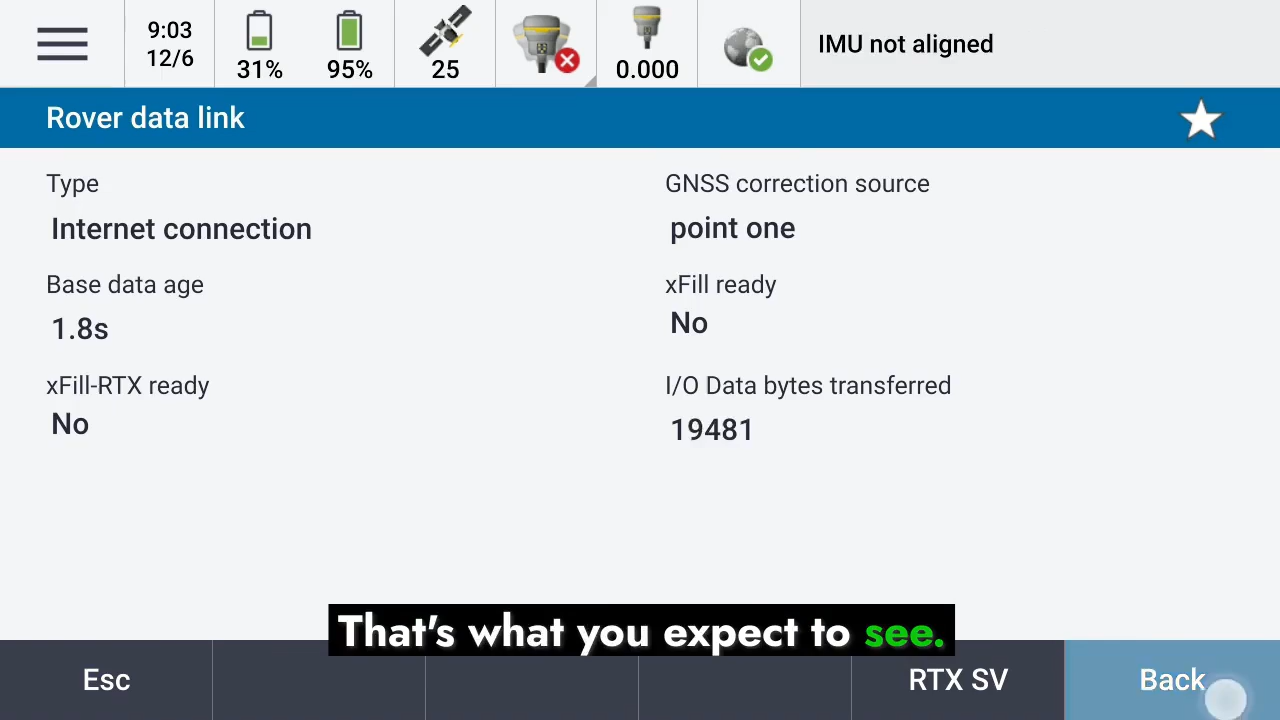 9:03
12/6
31%
95%
25
0.000
IMU not aligned
Rover data link
Type
Internet connection
GNSS correction source
point one
Base data age
1.8s
xFill ready
No
xFill-RTX ready
No
I/O Data bytes transferred
19481
That's what you expect to see.
Esc
RTX SV
Back